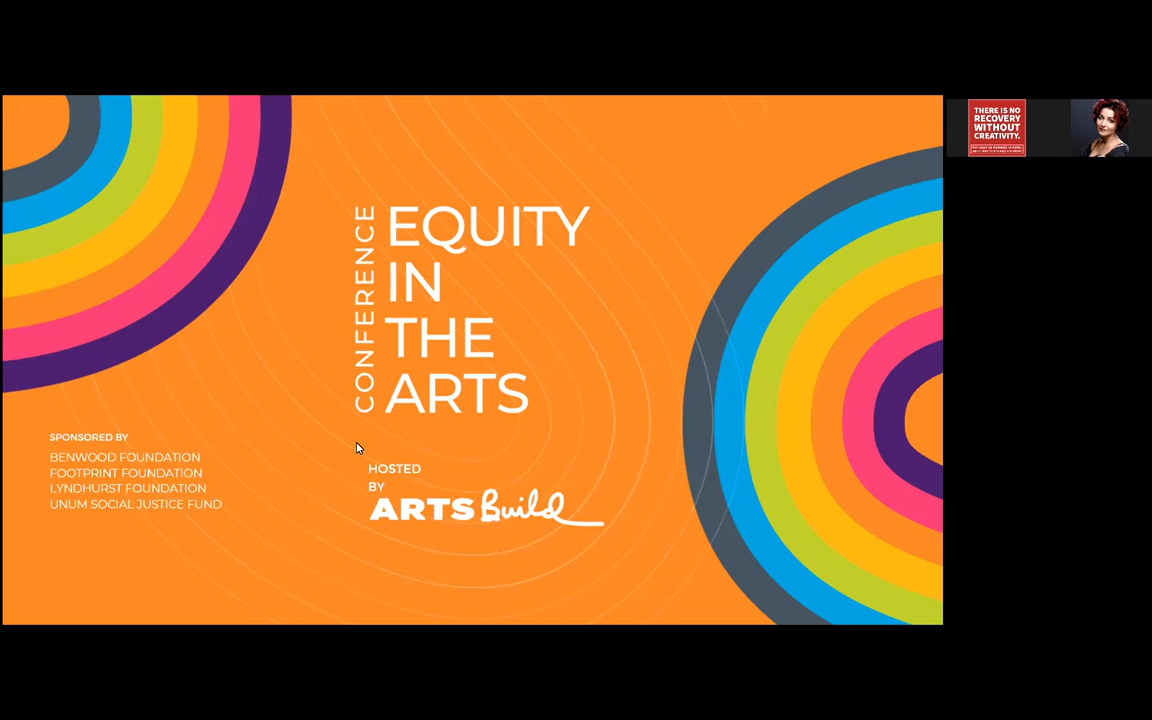 CONFERENCE
EQUITY
IN
THE
ARTS
SPONSORED BY
BENWOOD FOUNDATION
FOOTPRINT FOUNDATION
LYNDHURST FOUNDATION
UNUM SOCIAL JUSTICE FUND
HOSTED
BY
ARTS Build
THERE IS NO
RECOVERY
WITHOUT
CREATIVITY.